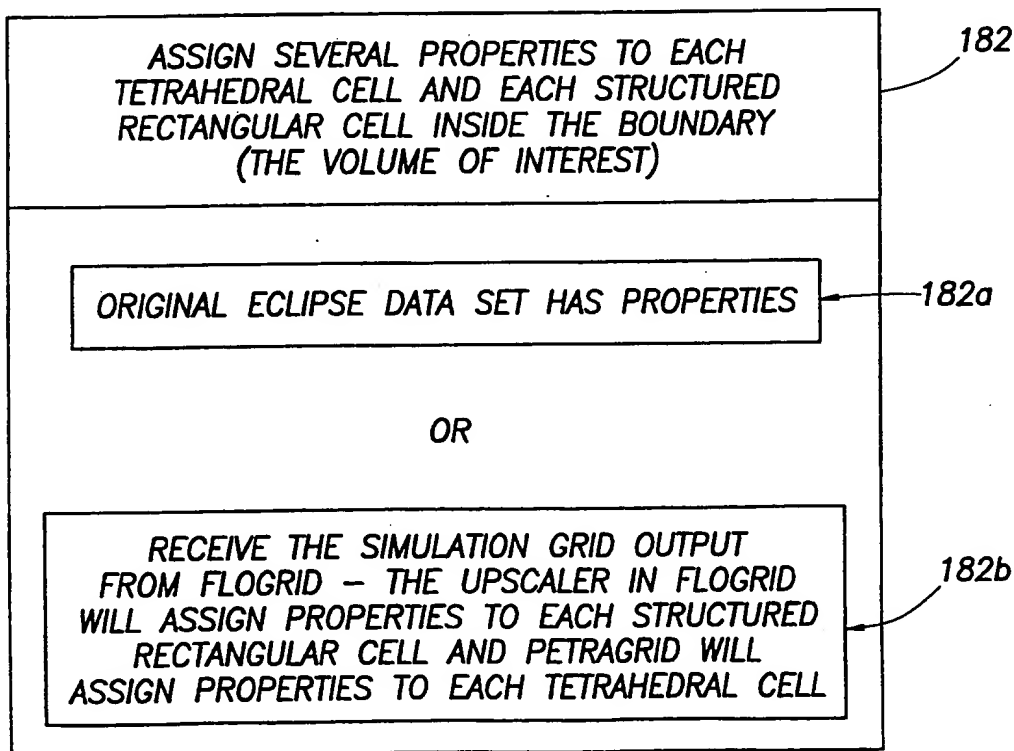 ASSIGN SEVERAL PROPERTIES TO EACH
TETRAHEDRAL CELL AND EACH STRUCTURED
RECTANGULAR CELL INSIDE THE BOUNDARY
(THE VOLUME OF INTEREST)
182
ORIGINAL ECLIPSE DATA SET HAS PROPERTIES
182a
OR
RECEIVE THE SIMULATION GRID OUTPUT
FROM FLOGRID – THE UPSCALER IN FLOGRID
WILL ASSIGN PROPERTIES TO EACH STRUCTURED
RECTANGULAR CELL AND PETRAGRID WILL
ASSIGN PROPERTIES TO EACH TETRAHEDRAL CELL
182b